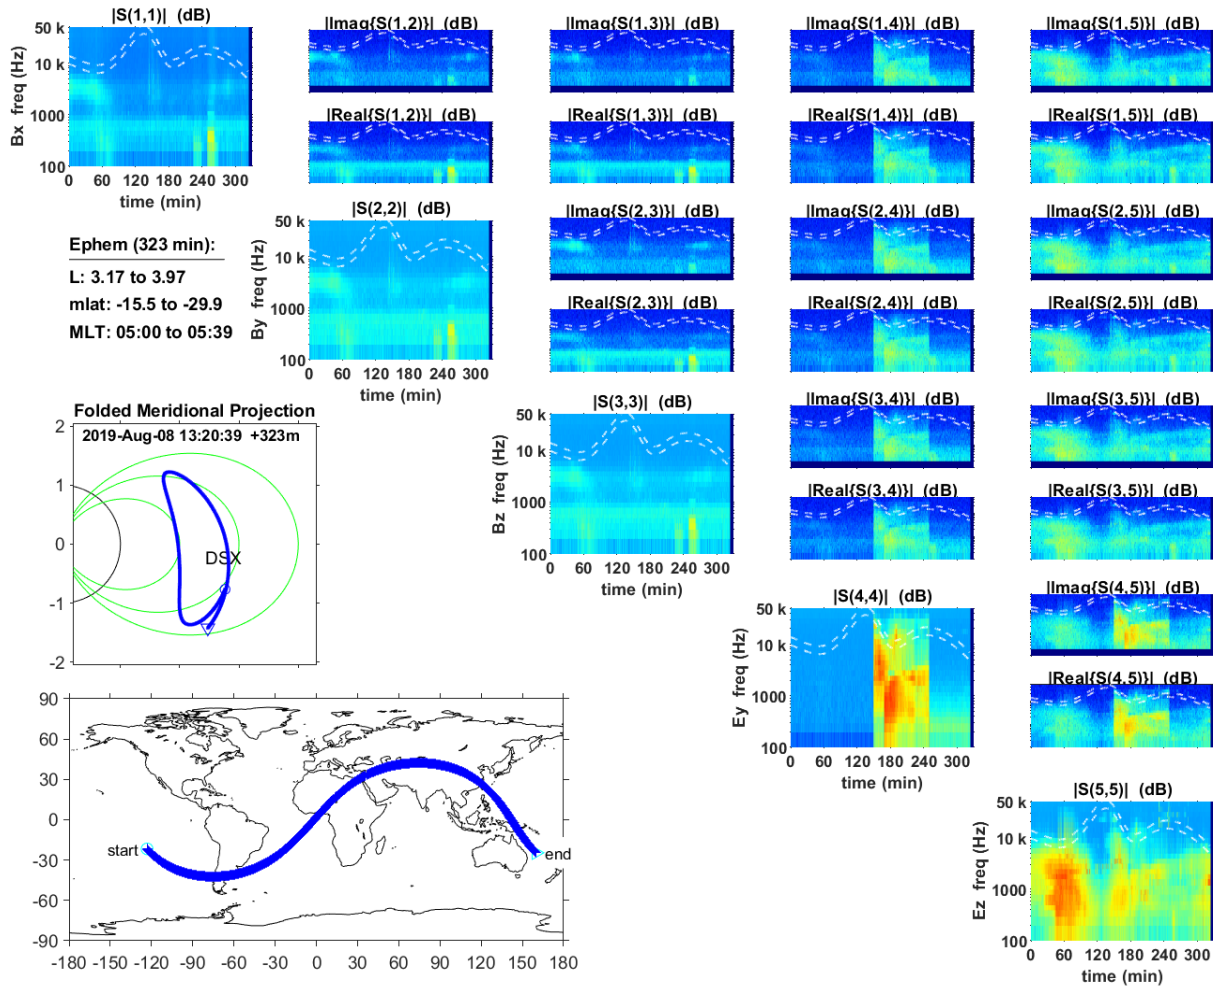 |S(1,1)| (dB)
50 k
10 k
1000
100
Bx freq (Hz)
0 60 120 180 240 300
time (min)
|Imag{S(1,2)}| (dB)
|Imag{S(1,3)}| (dB)
|Imag{S(1,4)}| (dB)
|Imag{S(1,5)}| (dB)
|Real{S(1,2)}| (dB)
|Real{S(1,3)}| (dB)
|Real{S(1,4)}| (dB)
|Real{S(1,5)}| (dB)
|S(2,2)| (dB)
50 k
10 k
1000
100
By freq (Hz)
0 60 120 180 240 300
time (min)
|Imag{S(2,3)}| (dB)
|Imag{S(2,4)}| (dB)
|Imag{S(2,5)}| (dB)
|Real{S(2,3)}| (dB)
|Real{S(2,4)}| (dB)
|Real{S(2,5)}| (dB)
Ephem (323 min):
L: 3.17 to 3.97
mlat: -15.5 to -29.9
MLT: 05:00 to 05:39
|S(3,3)| (dB)
50 k
10 k
1000
100
Bz freq (Hz)
0 60 120 180 240 300
time (min)
|Imag{S(3,4)}| (dB)
|Imag{S(3,5)}| (dB)
|Real{S(3,4)}| (dB)
|Real{S(3,5)}| (dB)
Folded Meridional Projection
2019-Aug-08 13:20:39 +323m
2
1
0
-1
-2
DSX
|S(4,4)| (dB)
50 k
10 k
1000
100
Ey freq (Hz)
0 60 120 180 240 300
time (min)
|Imag{S(4,5)}| (dB)
|Real{S(4,5)}| (dB)
90
60
30
0
-30
-60
-90
start
end
-180 -150 -120 -90 -60 -30 0 30 60 90 120 150 180
|S(5,5)| (dB)
50 k
10 k
1000
100
Ez freq (Hz)
0 60 120 180 240 300
time (min)